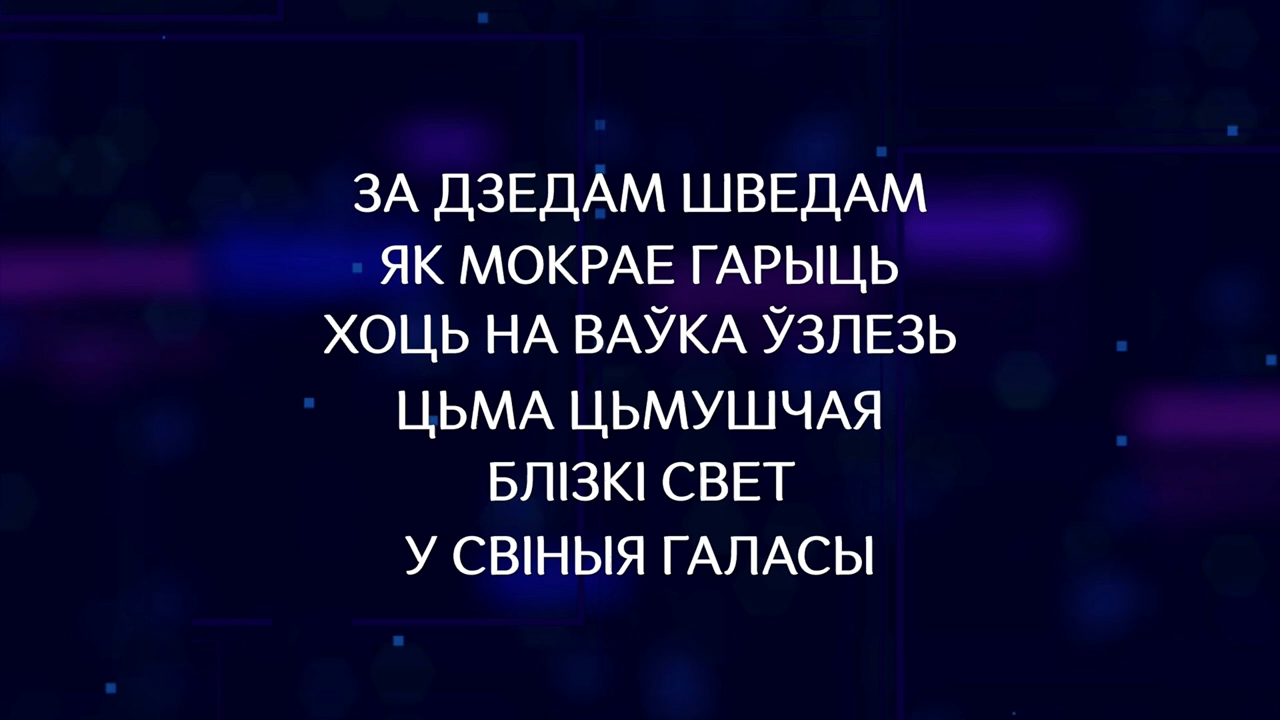 ЗА ДЗЕДАМ ШВЕДАМ
ЯК МОКРАЕ ГАРЫЦЬ
ХОЦЬ НА ВАЎКА ЎЗЛЕЗЬ
ЦЬМА ЦЬМУШЧАЯ
БЛІЗКІ СВЕТ
У СВІНЫЯ ГАЛАСЫ